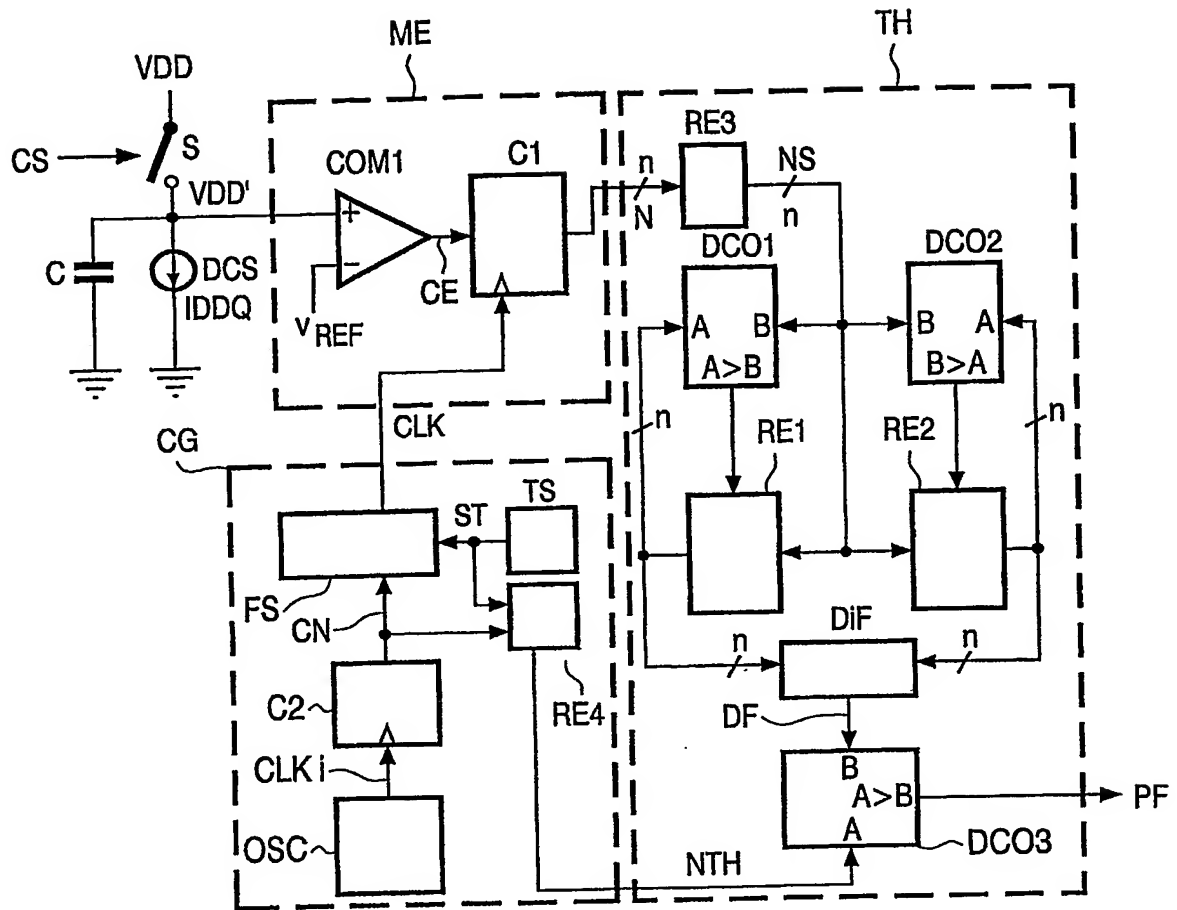 ME
TH
VDD
CS
S
VDD'
C
DCS
IDDQ
COM1
+
−
VREF
CE
C1
n
N
RE3
NS
n
DCO1
A B
A>B
DCO2
B A
B>A
n
n
RE1
RE2
CLK
CG
ST
TS
FS
CN
C2
RE4
CLK i
OSC
DiF
n
n
DF
B
A>B
A
PF
DCO3
NTH